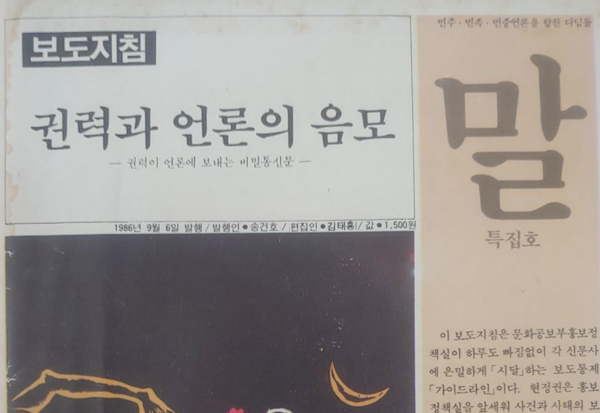 보도지침
권력과 언론의 음모
— 권력이 언론에 보내는 비밀통신문 —
1986년 9월 6일 발행 / 발행인 ● 송건호 / 편집인 ● 김태홍 / 값 ● 1,500원
민주 · 민족 · 민중언론을 향한 디딤돌
말
특집호
이 보도지침은 문화공보부홍보정
책실이 하루도 빠짐없이 각 신문사
에 은밀하게 「시달」하는 보도통제
「가이드라인」이다. 현정권은 홍보
정책실을 앞세워 사건과 사태의 보